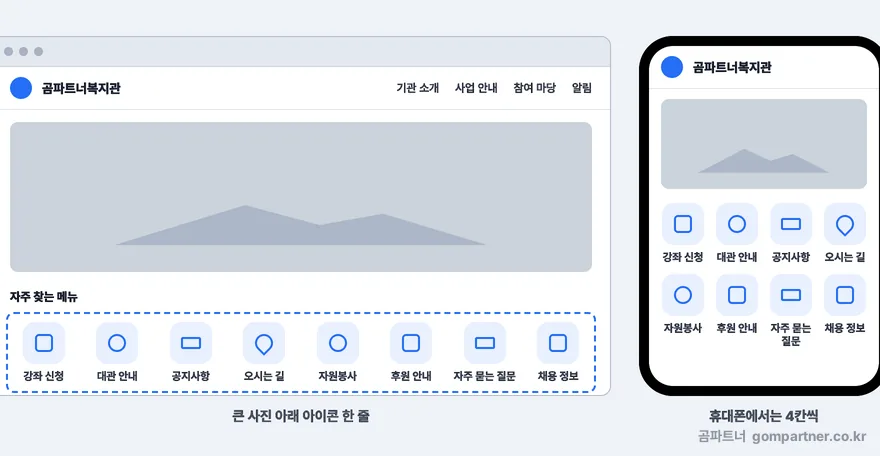 곰파트너복지관
기관 소개 사업 안내 참여 마당 알림
자주 찾는 메뉴
강좌 신청 대관 안내 공지사항 오시는 길 자원봉사 후원 안내 자주 묻는 질문 채용 정보
큰 사진 아래 아이콘 한 줄
곰파트너복지관
강좌 신청 대관 안내 공지사항 오시는 길
자원봉사 후원 안내 자주 묻는 채용 정보
질문
휴대폰에서는 4칸씩
곰파트너 gompartner.co.kr